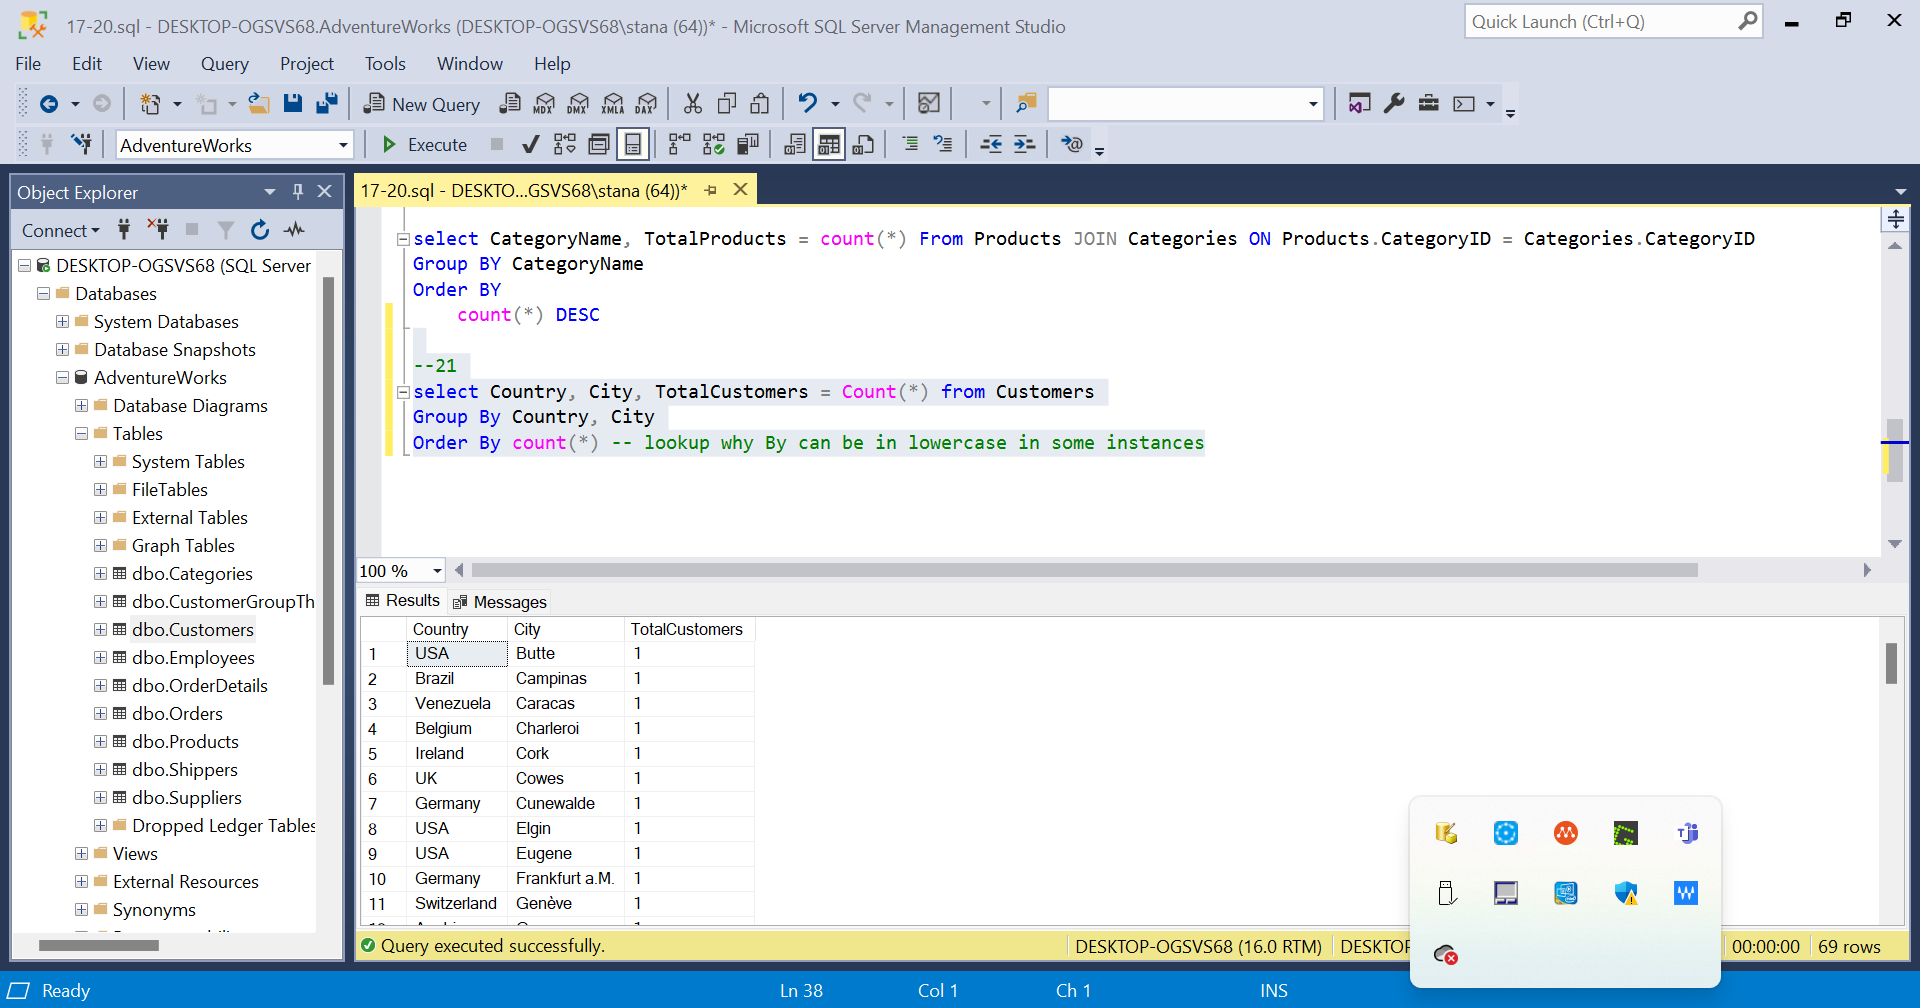 17-20.sql - DESKTOP-OGSVS68.AdventureWorks (DESKTOP-OGSVS68\stana (64))* - Microsoft SQL Server Management Studio
Quick Launch (Ctrl+Q)
File Edit View Query Project Tools Window Help
New Query
MDX DMX XMLA DAX
AdventureWorks
Execute
Object Explorer
17-20.sql - DESKTO...GSVS68\stana (64))*
Connect
DESKTOP-OGSVS68 (SQL Server
Databases
System Databases
Database Snapshots
AdventureWorks
Database Diagrams
Tables
System Tables
FileTables
External Tables
Graph Tables
dbo.Categories
dbo.CustomerGroupTh
dbo.Customers
dbo.Employees
dbo.OrderDetails
dbo.Orders
dbo.Products
dbo.Shippers
dbo.Suppliers
Dropped Ledger Tables
Views
External Resources
Synonyms
select CategoryName, TotalProducts = count(*) From Products JOIN Categories ON Products.CategoryID = Categories.CategoryID
Group BY CategoryName
Order BY
count(*) DESC
--21
select Country, City, TotalCustomers = Count(*) from Customers
Group By Country, City
Order By count(*) -- lookup why By can be in lowercase in some instances
100 %
Results Messages
Country City TotalCustomers
1 USA Butte 1
2 Brazil Campinas 1
3 Venezuela Caracas 1
4 Belgium Charleroi 1
5 Ireland Cork 1
6 UK Cowes 1
7 Germany Cunewalde 1
8 USA Elgin 1
9 USA Eugene 1
10 Germany Frankfurt a.M. 1
11 Switzerland Genève 1
Query executed successfully.
DESKTOP-OGSVS68 (16.0 RTM) DESKTOP 00:00:00 69 rows
Ready Ln 38 Col 1 Ch 1 INS